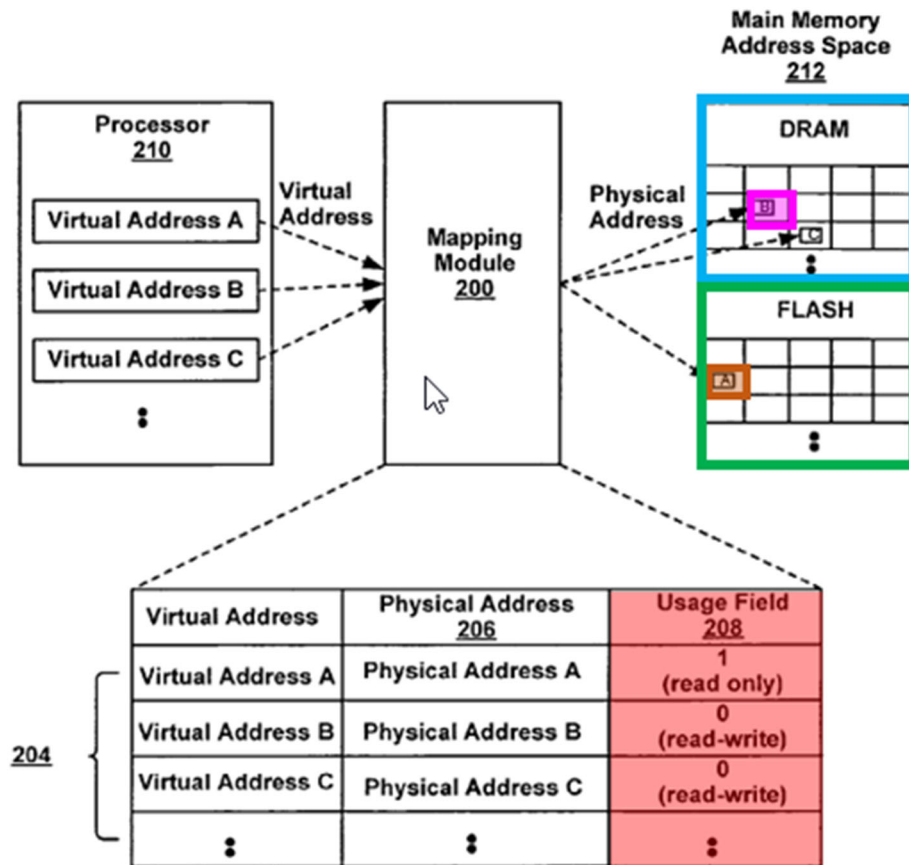 Main Memory
Address Space
212
Processor
210
Virtual Address A
Virtual Address B
Virtual Address C
Virtual
Address
Mapping
Module
200
Physical
Address
DRAM
B
C
FLASH
A
Virtual Address
Physical Address
206
Usage Field
208
Virtual Address A
Physical Address A
1
(read only)
Virtual Address B
Physical Address B
0
(read-write)
Virtual Address C
Physical Address C
0
(read-write)
204